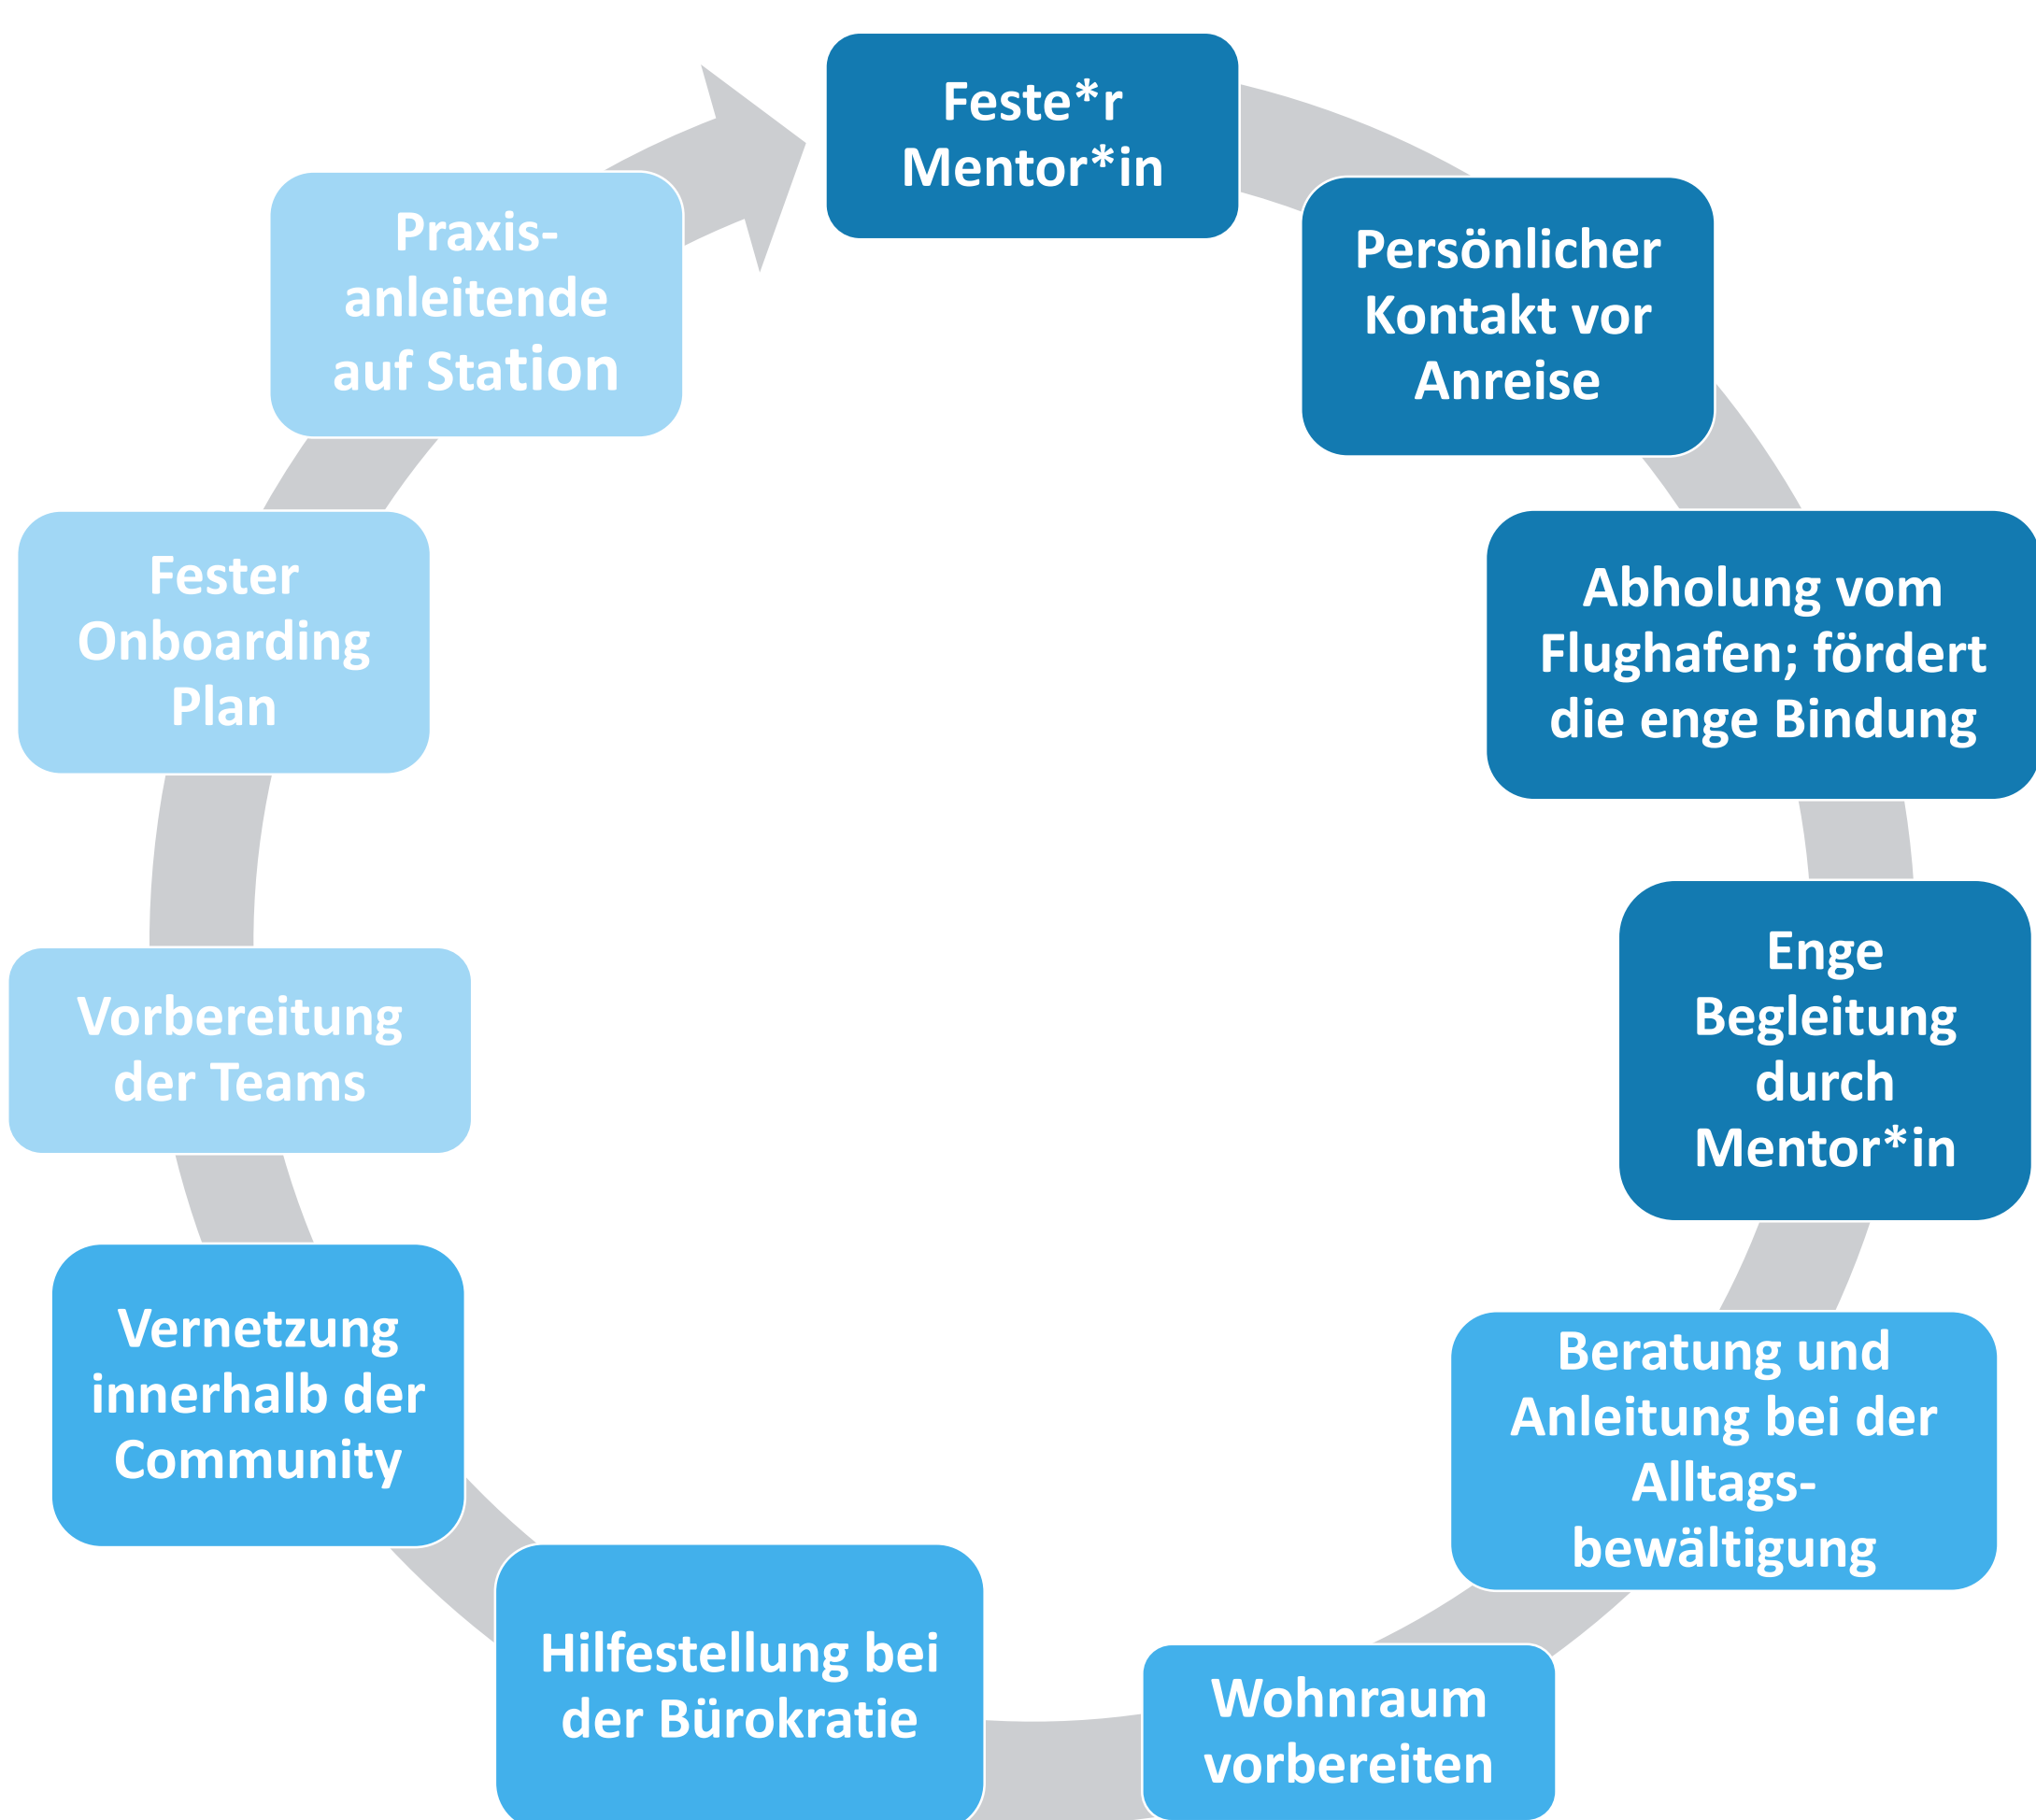 Feste*r
Mentor*in
Persönlicher
Kontakt vor
Anreise
Abholung vom
Flughafen; fördert
die enge Bindung
Enge
Begleitung
durch
Mentor*in
Beratung und
Anleitung bei der
Alltags-
bewältigung
Wohnraum
vorbereiten
Hilfestellung bei
der Bürokratie
Vernetzung
innerhalb der
Community
Vorbereitung
der Teams
Fester
Onboarding
Plan
Praxis-
anleitende
auf Station